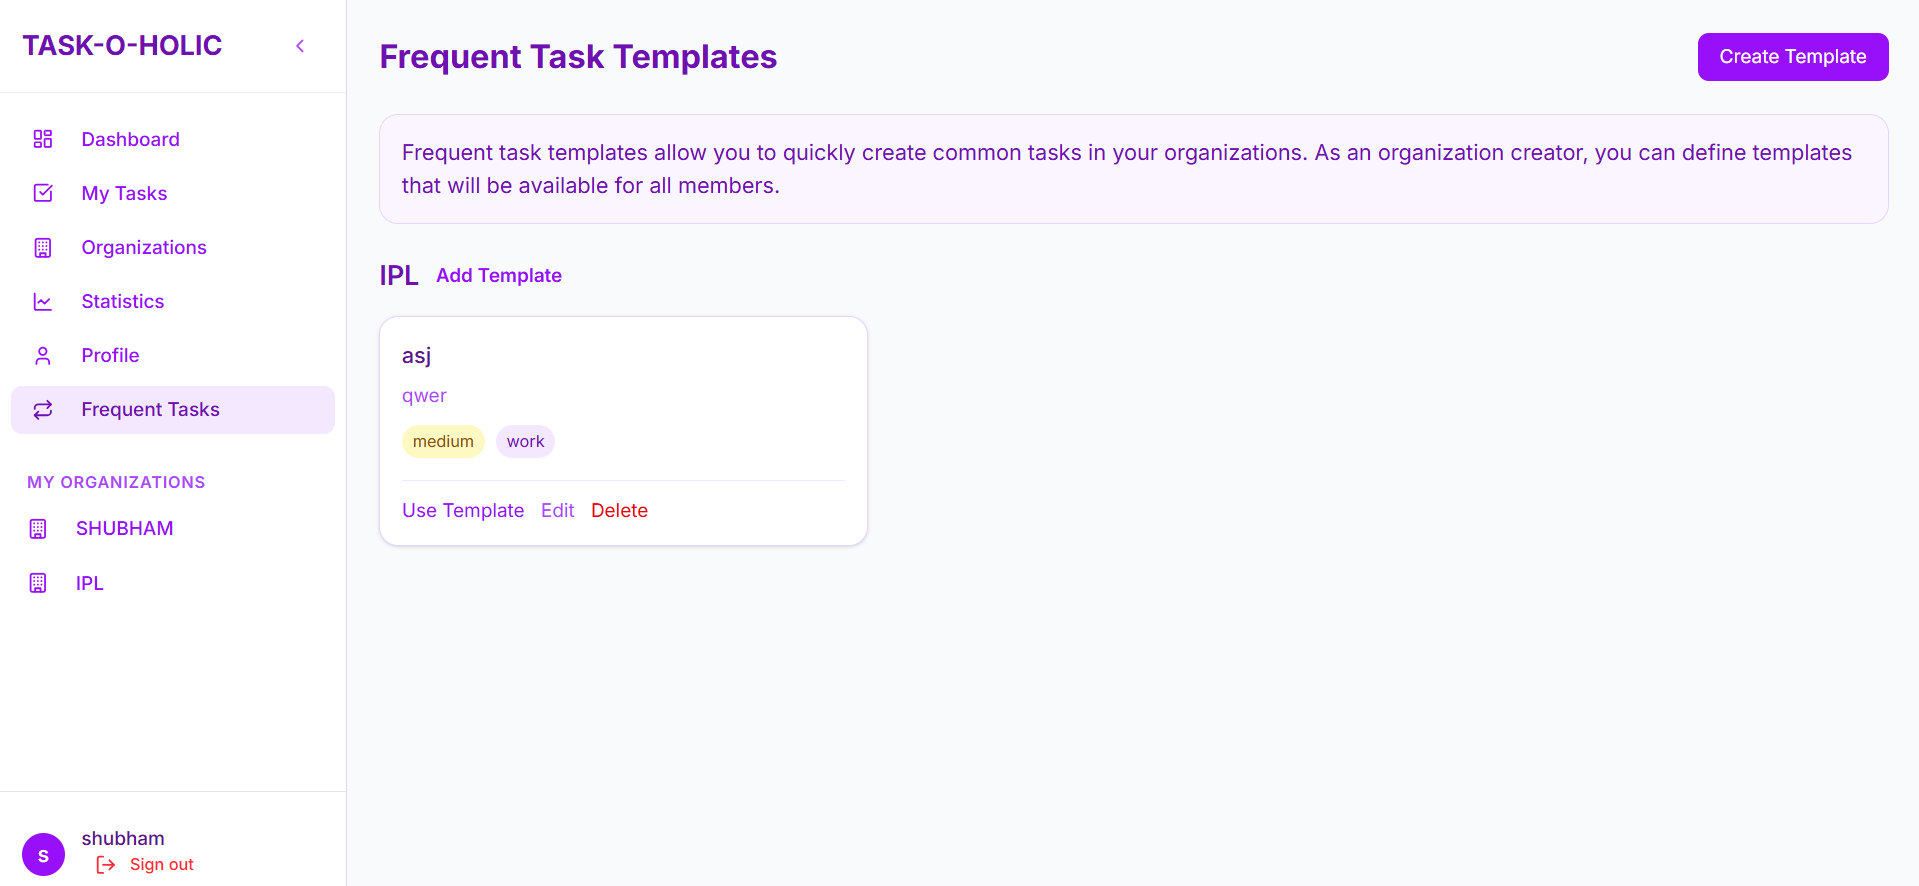 TASK-O-HOLIC
Dashboard
My Tasks
Organizations
Statistics
Profile
Frequent Tasks
MY ORGANIZATIONS
SHUBHAM
IPL
s
shubham
Sign out
Frequent Task Templates
Create Template
Frequent task templates allow you to quickly create common tasks in your organizations. As an organization creator, you can define templates
that will be available for all members.
IPL Add Template
asj
qwer
medium work
Use Template Edit Delete